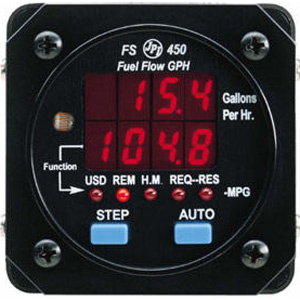 FS JPI 450
Fuel Flow GPH
15.4
Gallons
Per Hr.
104.8
Function
USD REM H.M. REQ--RES
-MPG
STEP AUTO